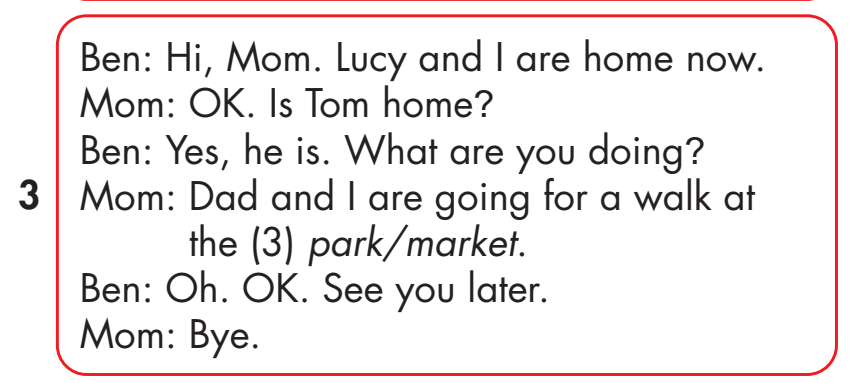 Ben: Hi, Mom. Lucy and I are home now.
Mom: OK. Is Tom home?
Ben: Yes, he is. What are you doing?
3 Mom: Dad and I are going for a walk at
the (3) park/market.
Ben: Oh. OK. See you later.
Mom: Bye.